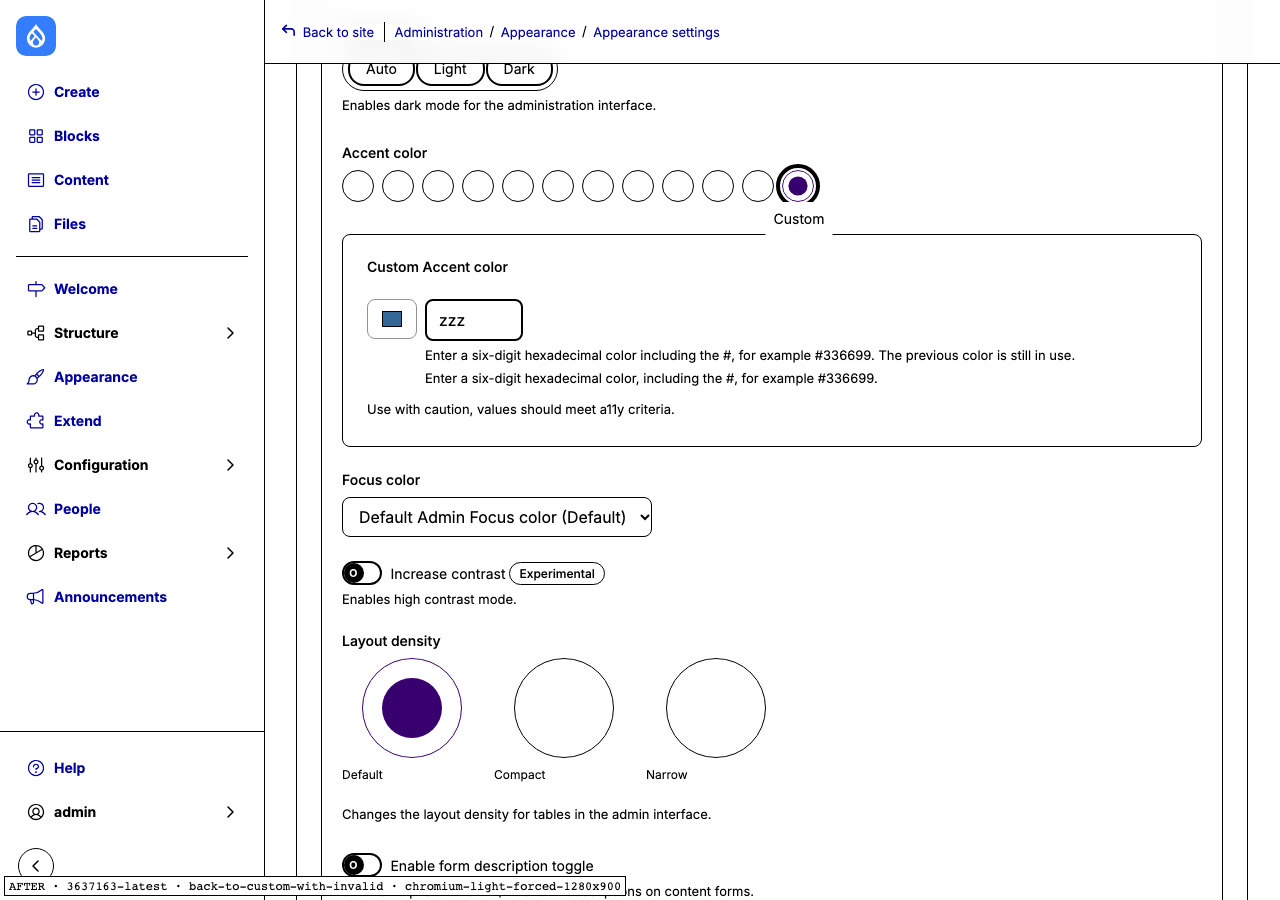 Back to site
Administration / Appearance / Appearance settings
Create
Blocks
Content
Files
Welcome
Structure
Appearance
Extend
Configuration
People
Reports
Announcements
Help
admin
Auto Light Dark
Enables dark mode for the administration interface.
Accent color
Custom
Custom Accent color
zzz
Enter a six-digit hexadecimal color including the #, for example #336699. The previous color is still in use.
Enter a six-digit hexadecimal color, including the #, for example #336699.
Use with caution, values should meet a11y criteria.
Focus color
Default Admin Focus color (Default)
Increase contrast Experimental
Enables high contrast mode.
Layout density
Default
Compact
Narrow
Changes the layout density for tables in the admin interface.
Enable form description toggle
ons on content forms.
AFTER · 3637163-latest · back-to-custom-with-invalid · chromium-light-forced-1280x900